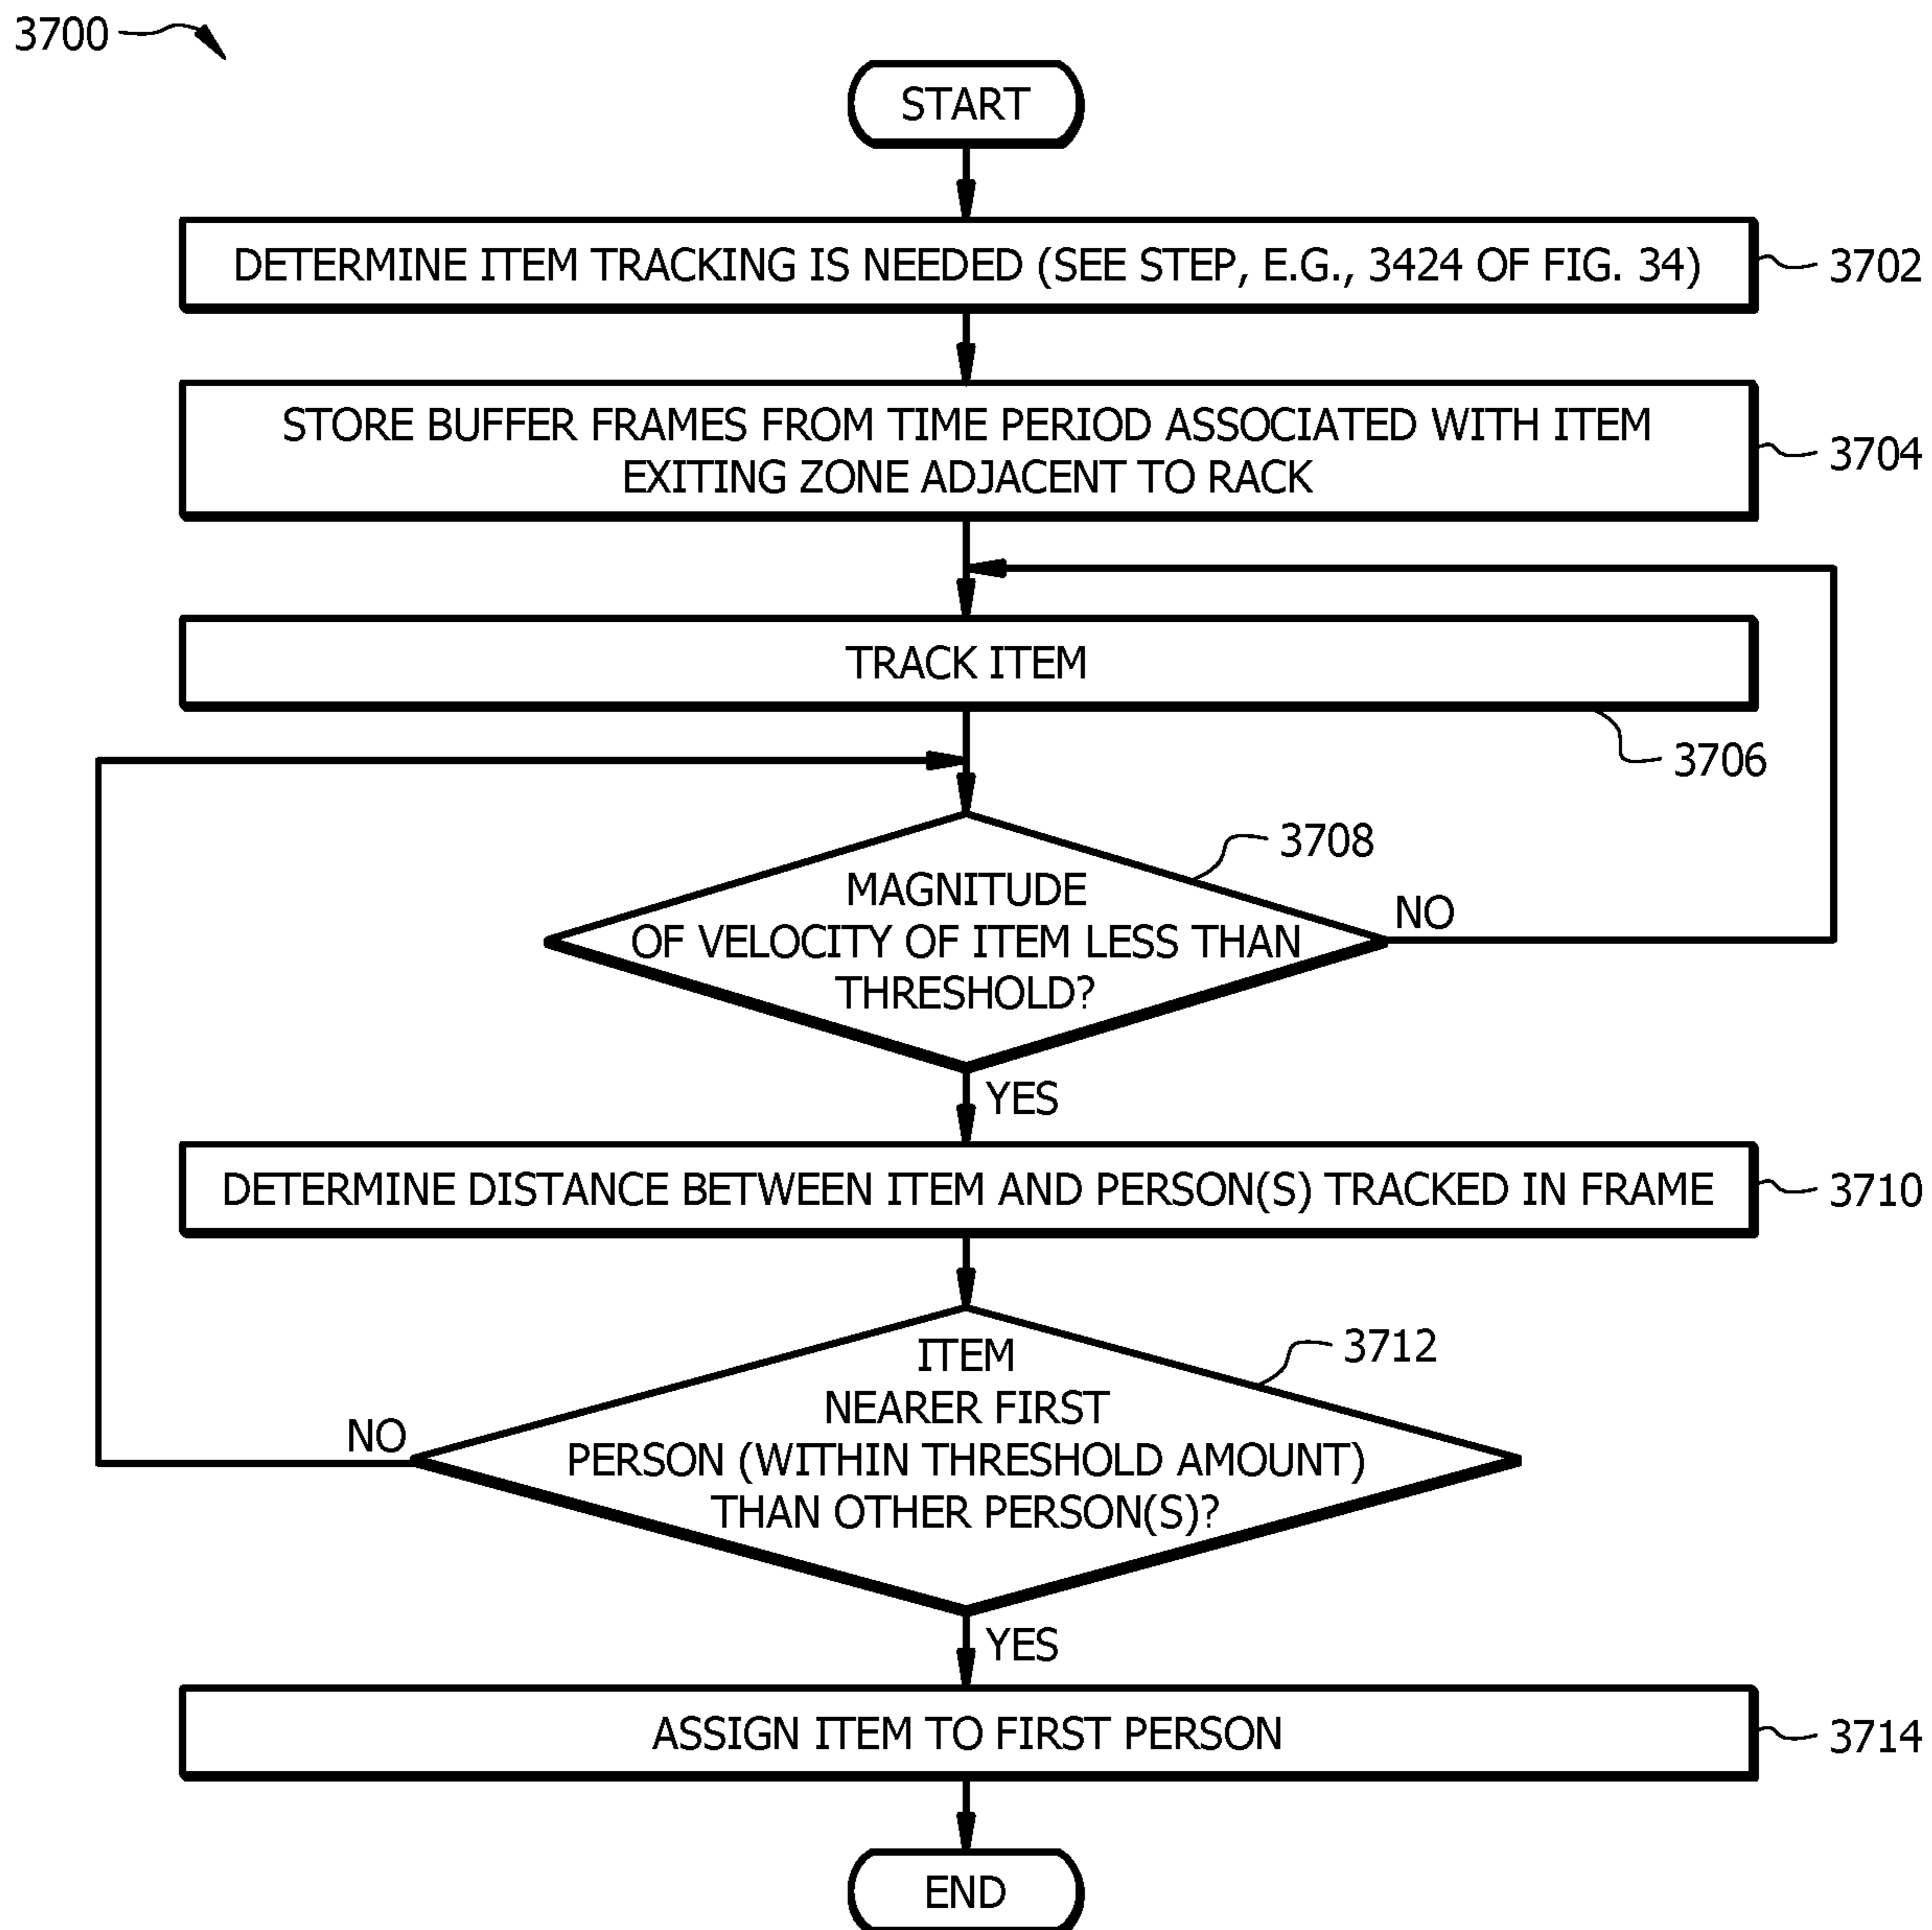 3700
START
DETERMINE ITEM TRACKING IS NEEDED (SEE STEP, E.G., 3424 OF FIG. 34)
3702
STORE BUFFER FRAMES FROM TIME PERIOD ASSOCIATED WITH ITEM
EXITING ZONE ADJACENT TO RACK
3704
TRACK ITEM
3706
3708
MAGNITUDE
OF VELOCITY OF ITEM LESS THAN
THRESHOLD?
NO
YES
DETERMINE DISTANCE BETWEEN ITEM AND PERSON(S) TRACKED IN FRAME
3710
3712
ITEM
NEARER FIRST
PERSON (WITHIN THRESHOLD AMOUNT)
THAN OTHER PERSON(S)?
NO
YES
ASSIGN ITEM TO FIRST PERSON
3714
END